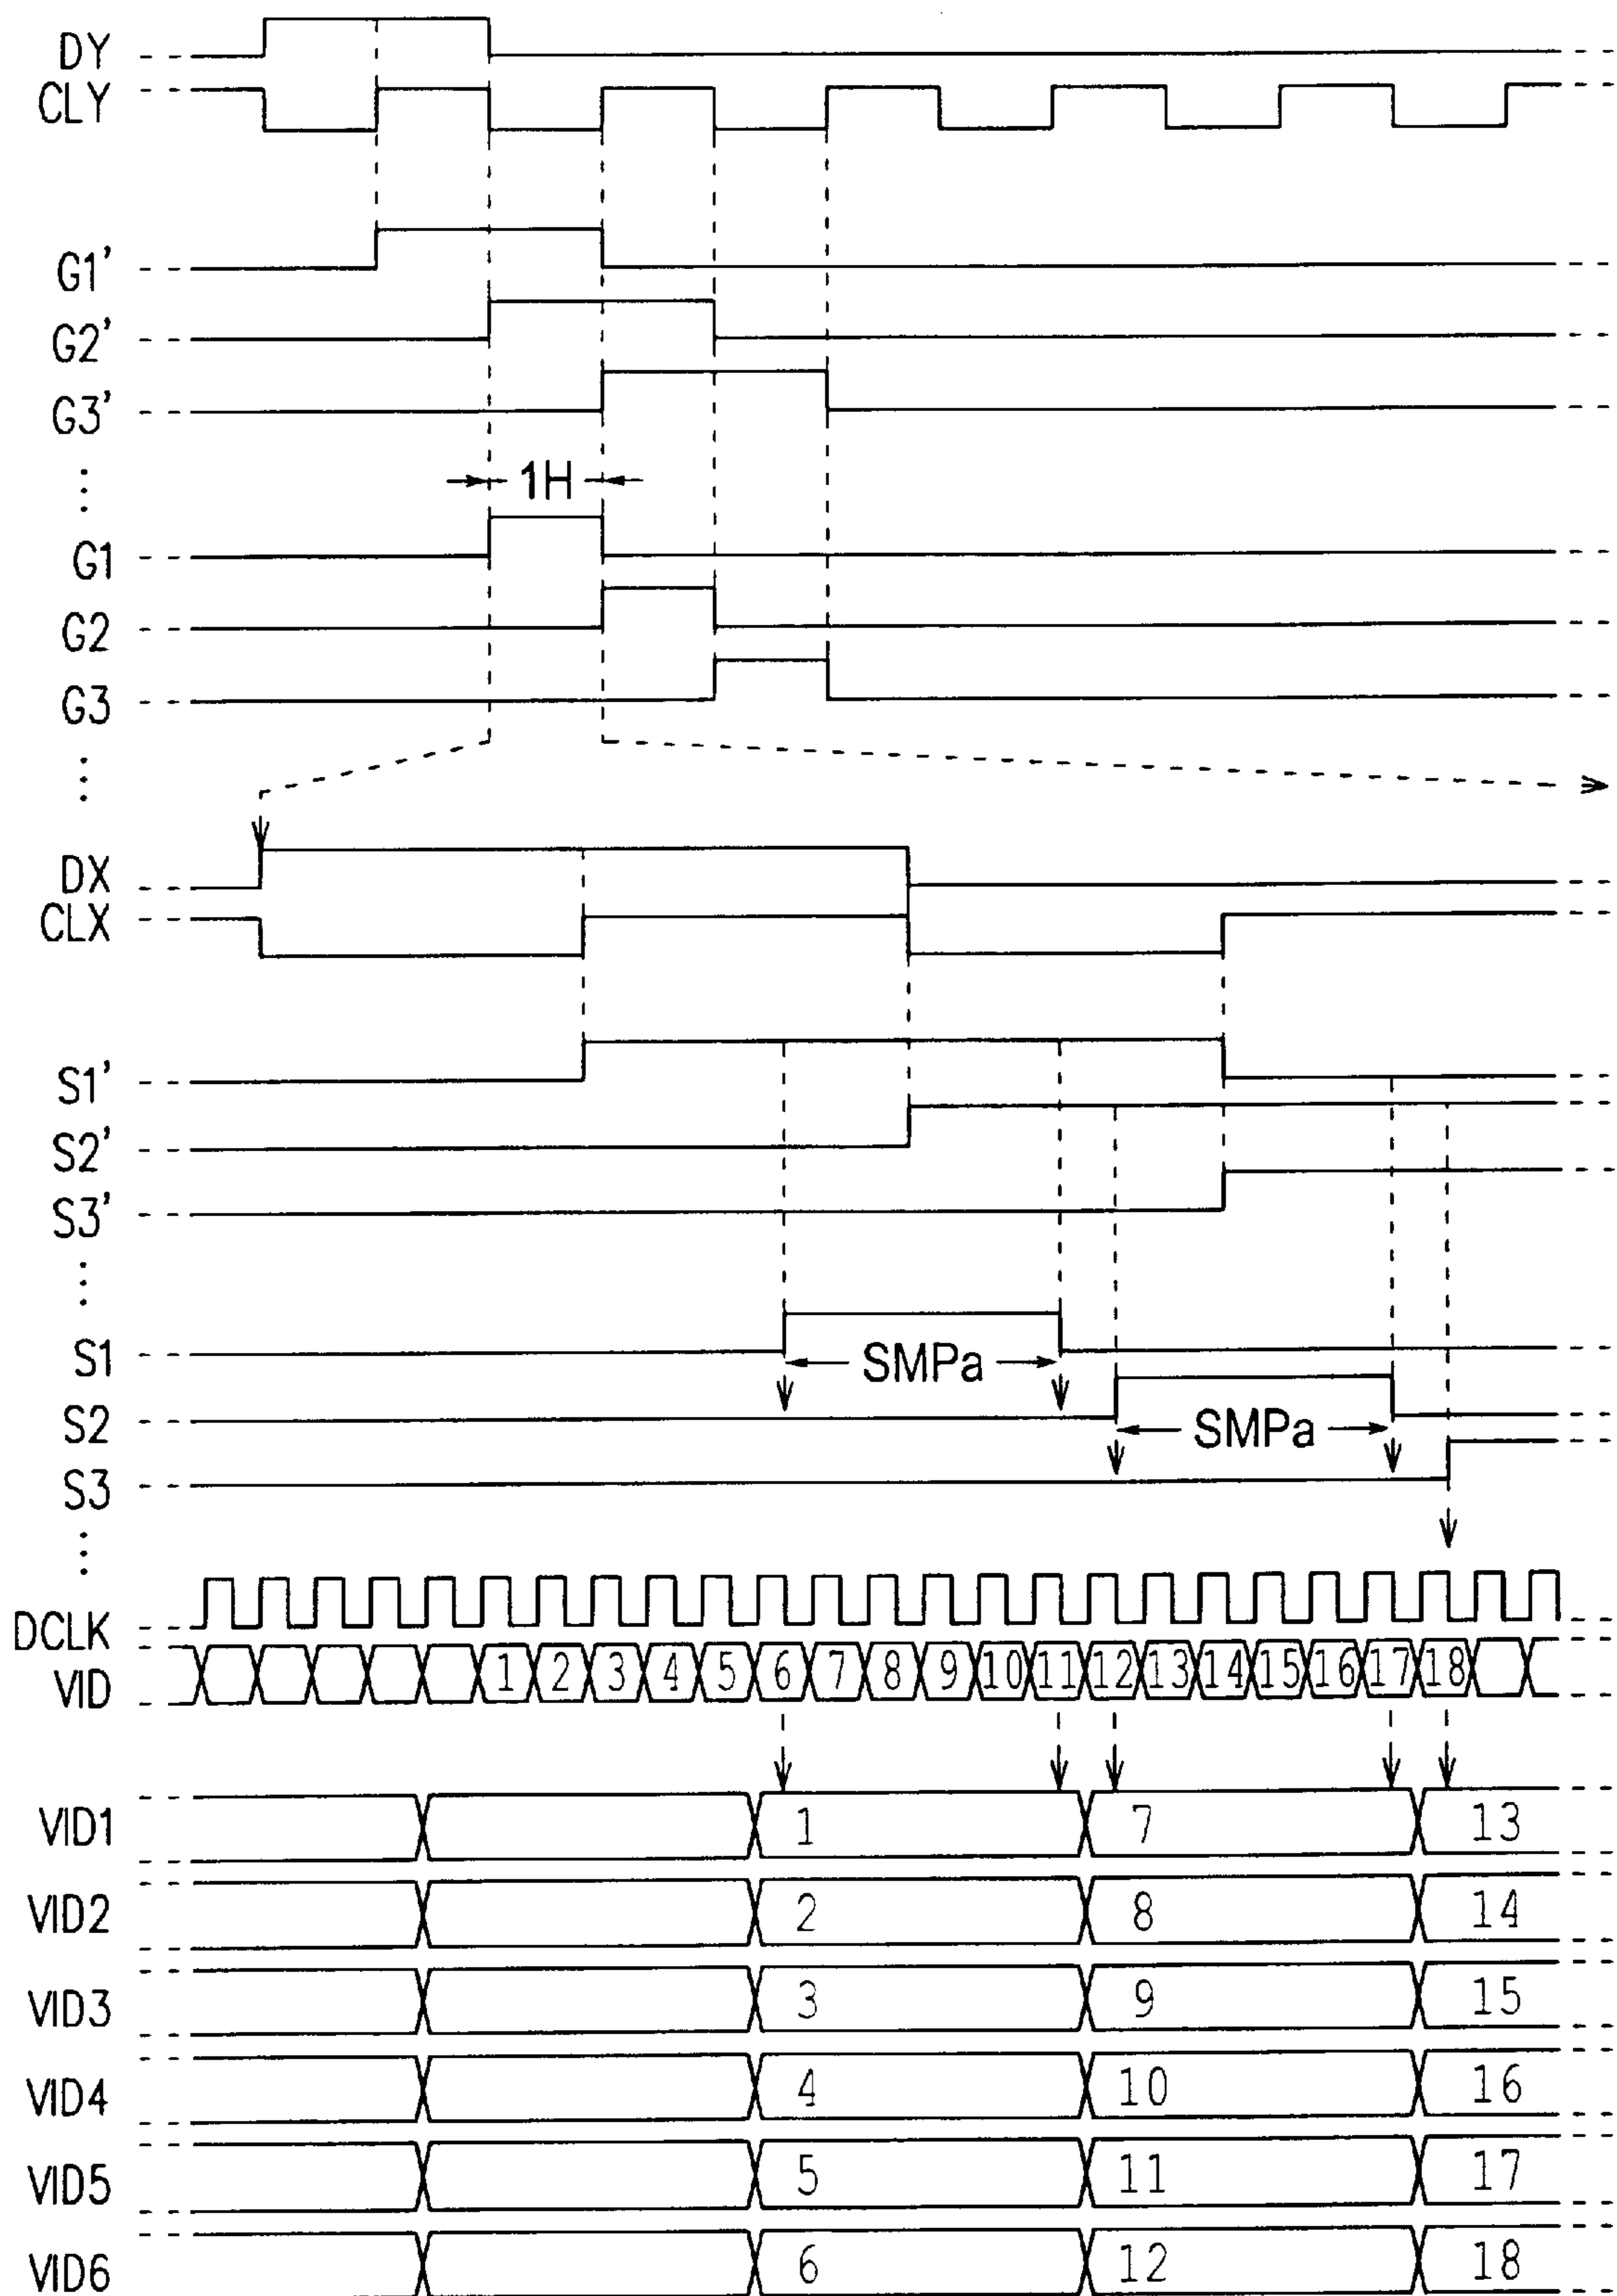 DY
CLY
G1'
G2'
G3'
1H
G1
G2
G3
DX
CLX
S1'
S2'
S3'
S1
SMPa
S2
SMPa
S3
DCLK
VID 1 2 3 4 5 6 7 8 9 10 11 12 13 14 15 16 17 18
VID1 1 7 13
VID2 2 8 14
VID3 3 9 15
VID4 4 10 16
VID5 5 11 17
VID6 6 12 18